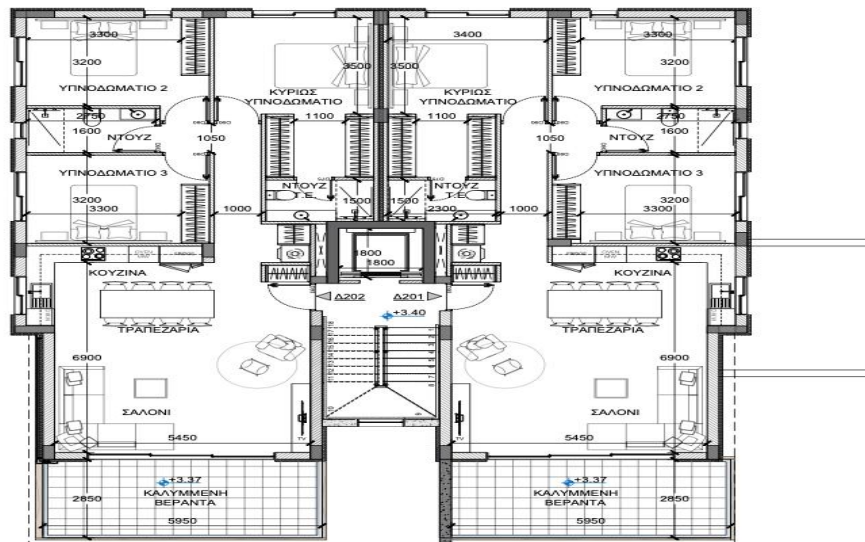 3300
3400
3300
3200
3500
3500
3200
ΥΠΝΟΔΩΜΑΤΙΟ 2
ΚΥΡΙΩΣ
ΥΠΝΟΔΩΜΑΤΙΟ
ΚΥΡΙΩΣ
ΥΠΝΟΔΩΜΑΤΙΟ
ΥΠΝΟΔΩΜΑΤΙΟ 2
2750
1100
1100
2750
1600
ΝΤΟΥΖ
1050
1050
ΝΤΟΥΖ
1600
ΥΠΝΟΔΩΜΑΤΙΟ 3
ΝΤΟΥΖ
Τ.Ε
ΝΤΟΥΖ
Τ.Ε
ΥΠΝΟΔΩΜΑΤΙΟ 3
3200
3300
1000
1500
1500
2300
1000
3200
3300
1800
1800
ΚΟΥΖΙΝΑ
ΚΟΥΖΙΝΑ
Δ202
Δ201
+3.40
ΤΡΑΠΕΖΑΡΙΑ
ΤΡΑΠΕΖΑΡΙΑ
6900
6900
ΣΑΛΟΝΙ
ΣΑΛΟΝΙ
TV
TV
5450
5450
+3.37
+3.37
2850
ΚΑΛΥΜΜΕΝΗ
ΒΕΡΑΝΤΑ
ΚΑΛΥΜΜΕΝΗ
ΒΕΡΑΝΤΑ
2850
5950
5950